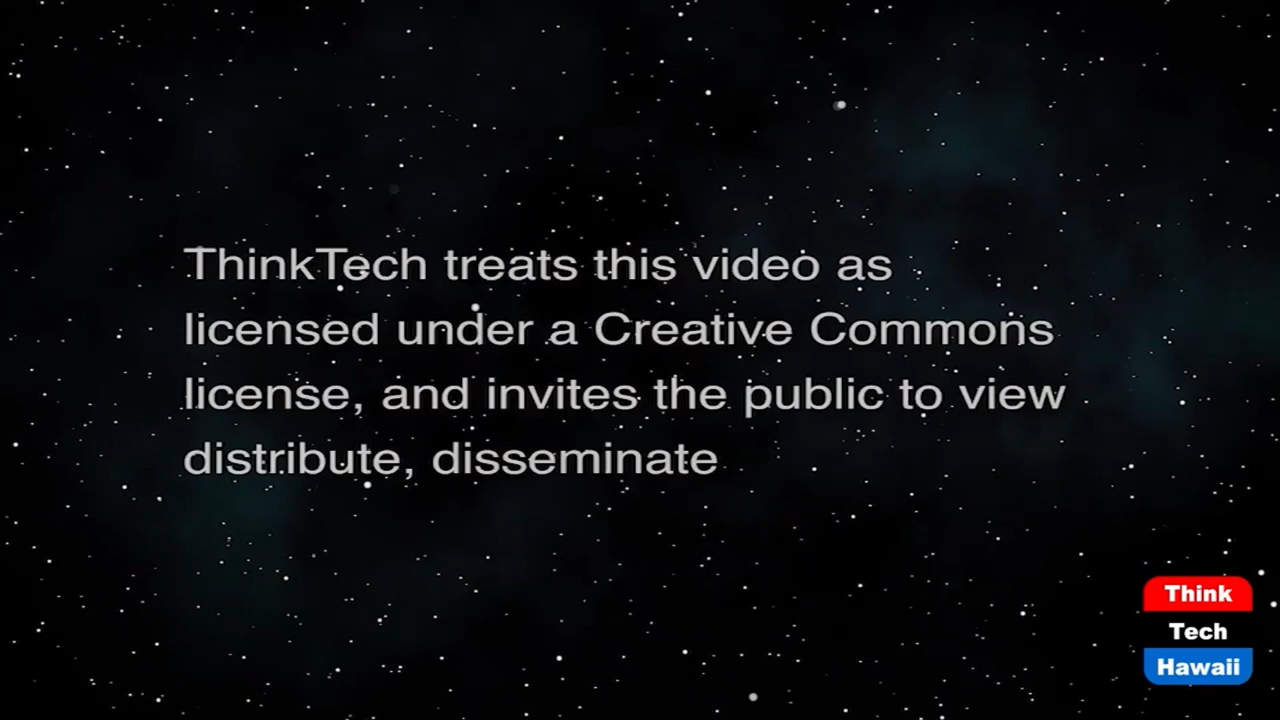 ThinkTech treats this video as
licensed under a Creative Commons
license, and invites the public to view
distribute, disseminate
Think
Tech
Hawaii